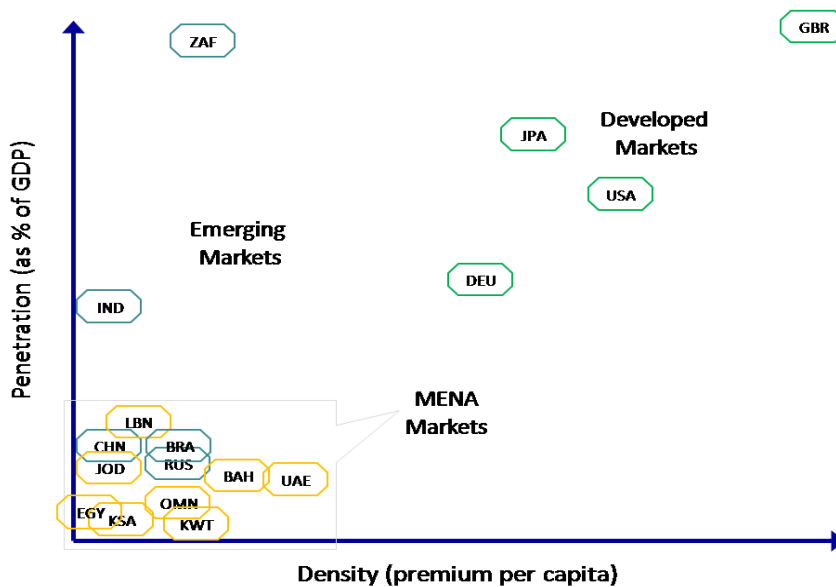 ZAF
GBR
JPA
Developed
Markets
USA
Emerging
Markets
DEU
IND
MENA
Markets
LBN
CHN
BRA
JOD
RUS
BAH
UAE
OMN
EGY
KSA
KWT
Penetration (as % of GDP)
Density (premium per capita)